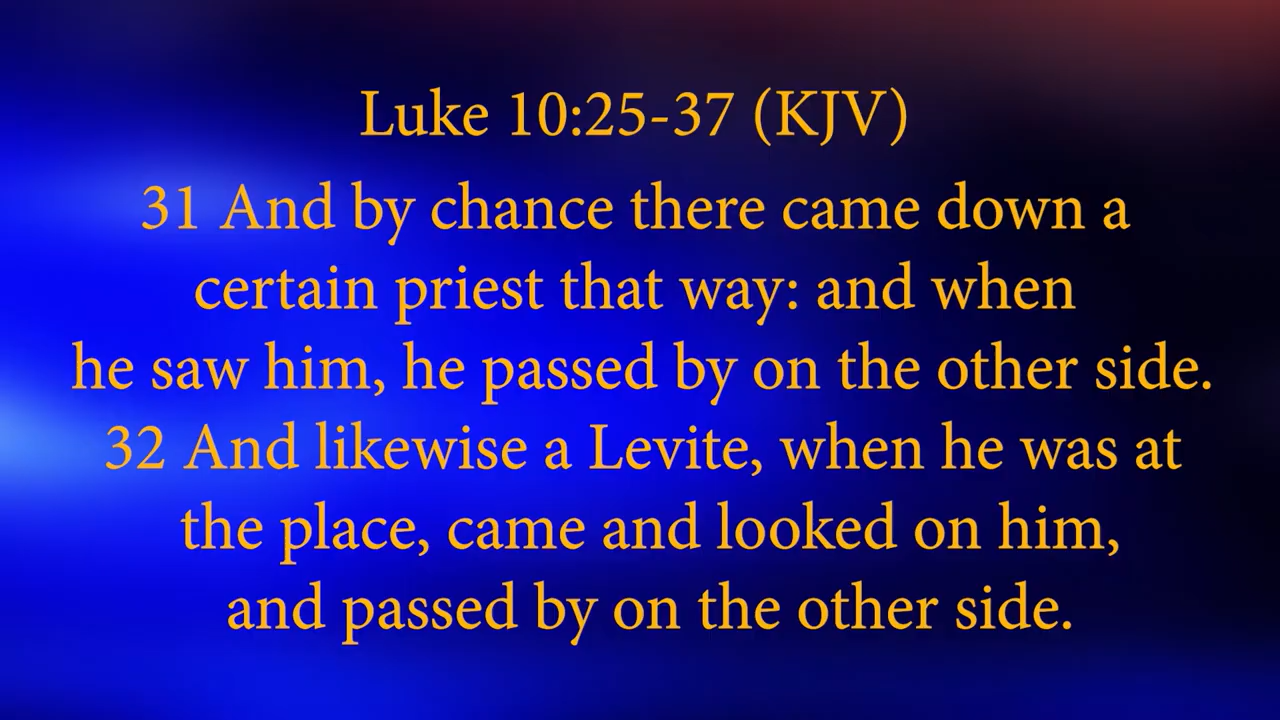 Luke 10:25-37 (KJV)
31 And by chance there came down a
certain priest that way: and when
he saw him, he passed by on the other side.
32 And likewise a Levite, when he was at
the place, came and looked on him,
and passed by on the other side.